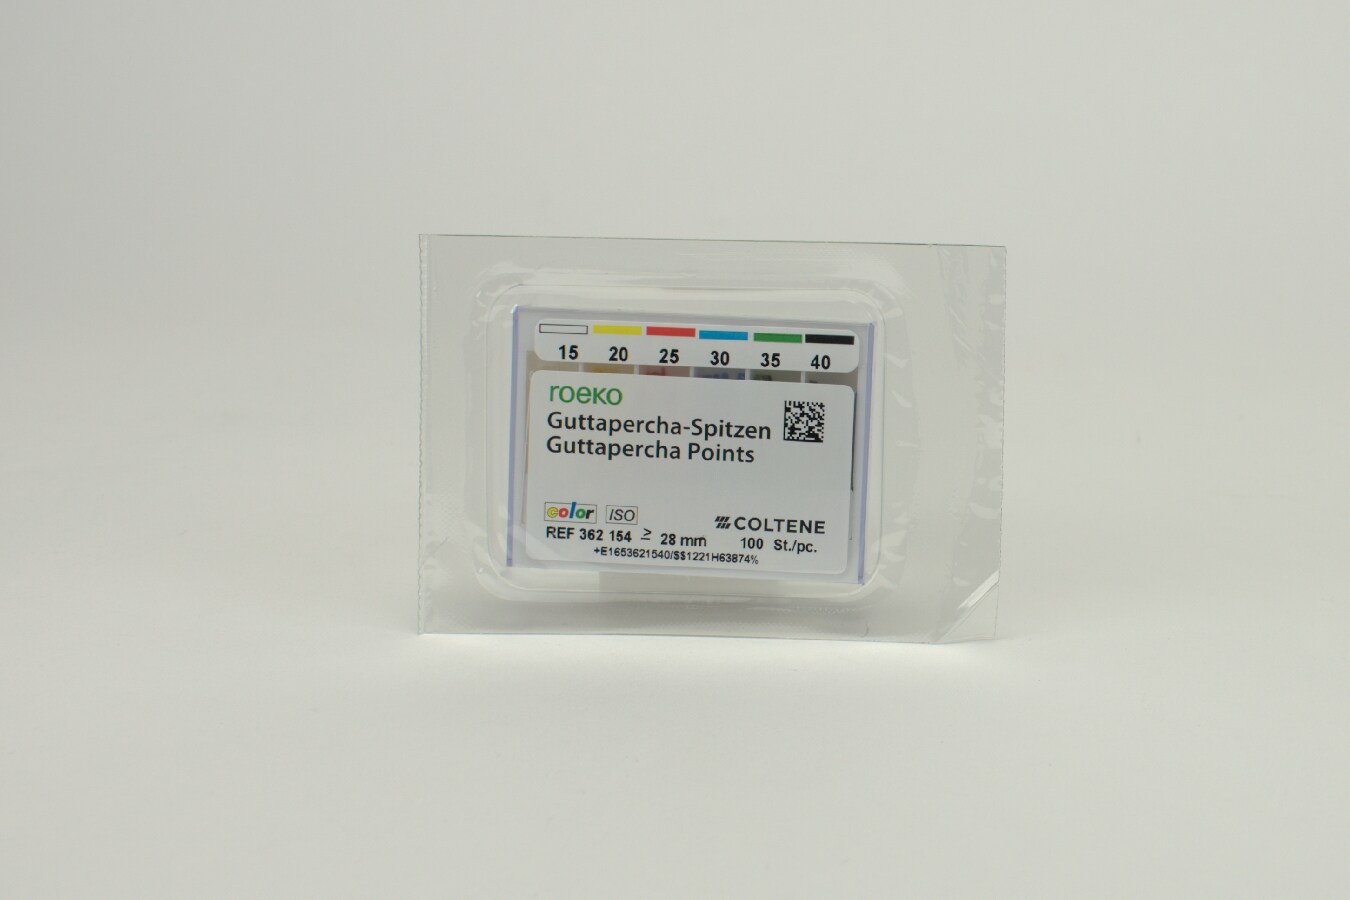 15 20 25 30 35 40
roeko
Guttapercha-Spitzen
Guttapercha Points
color ISO
COLTENE
REF 362 154 ≥ 28 mm 100 St./pc.
+E1653621540/$$1221H63874%